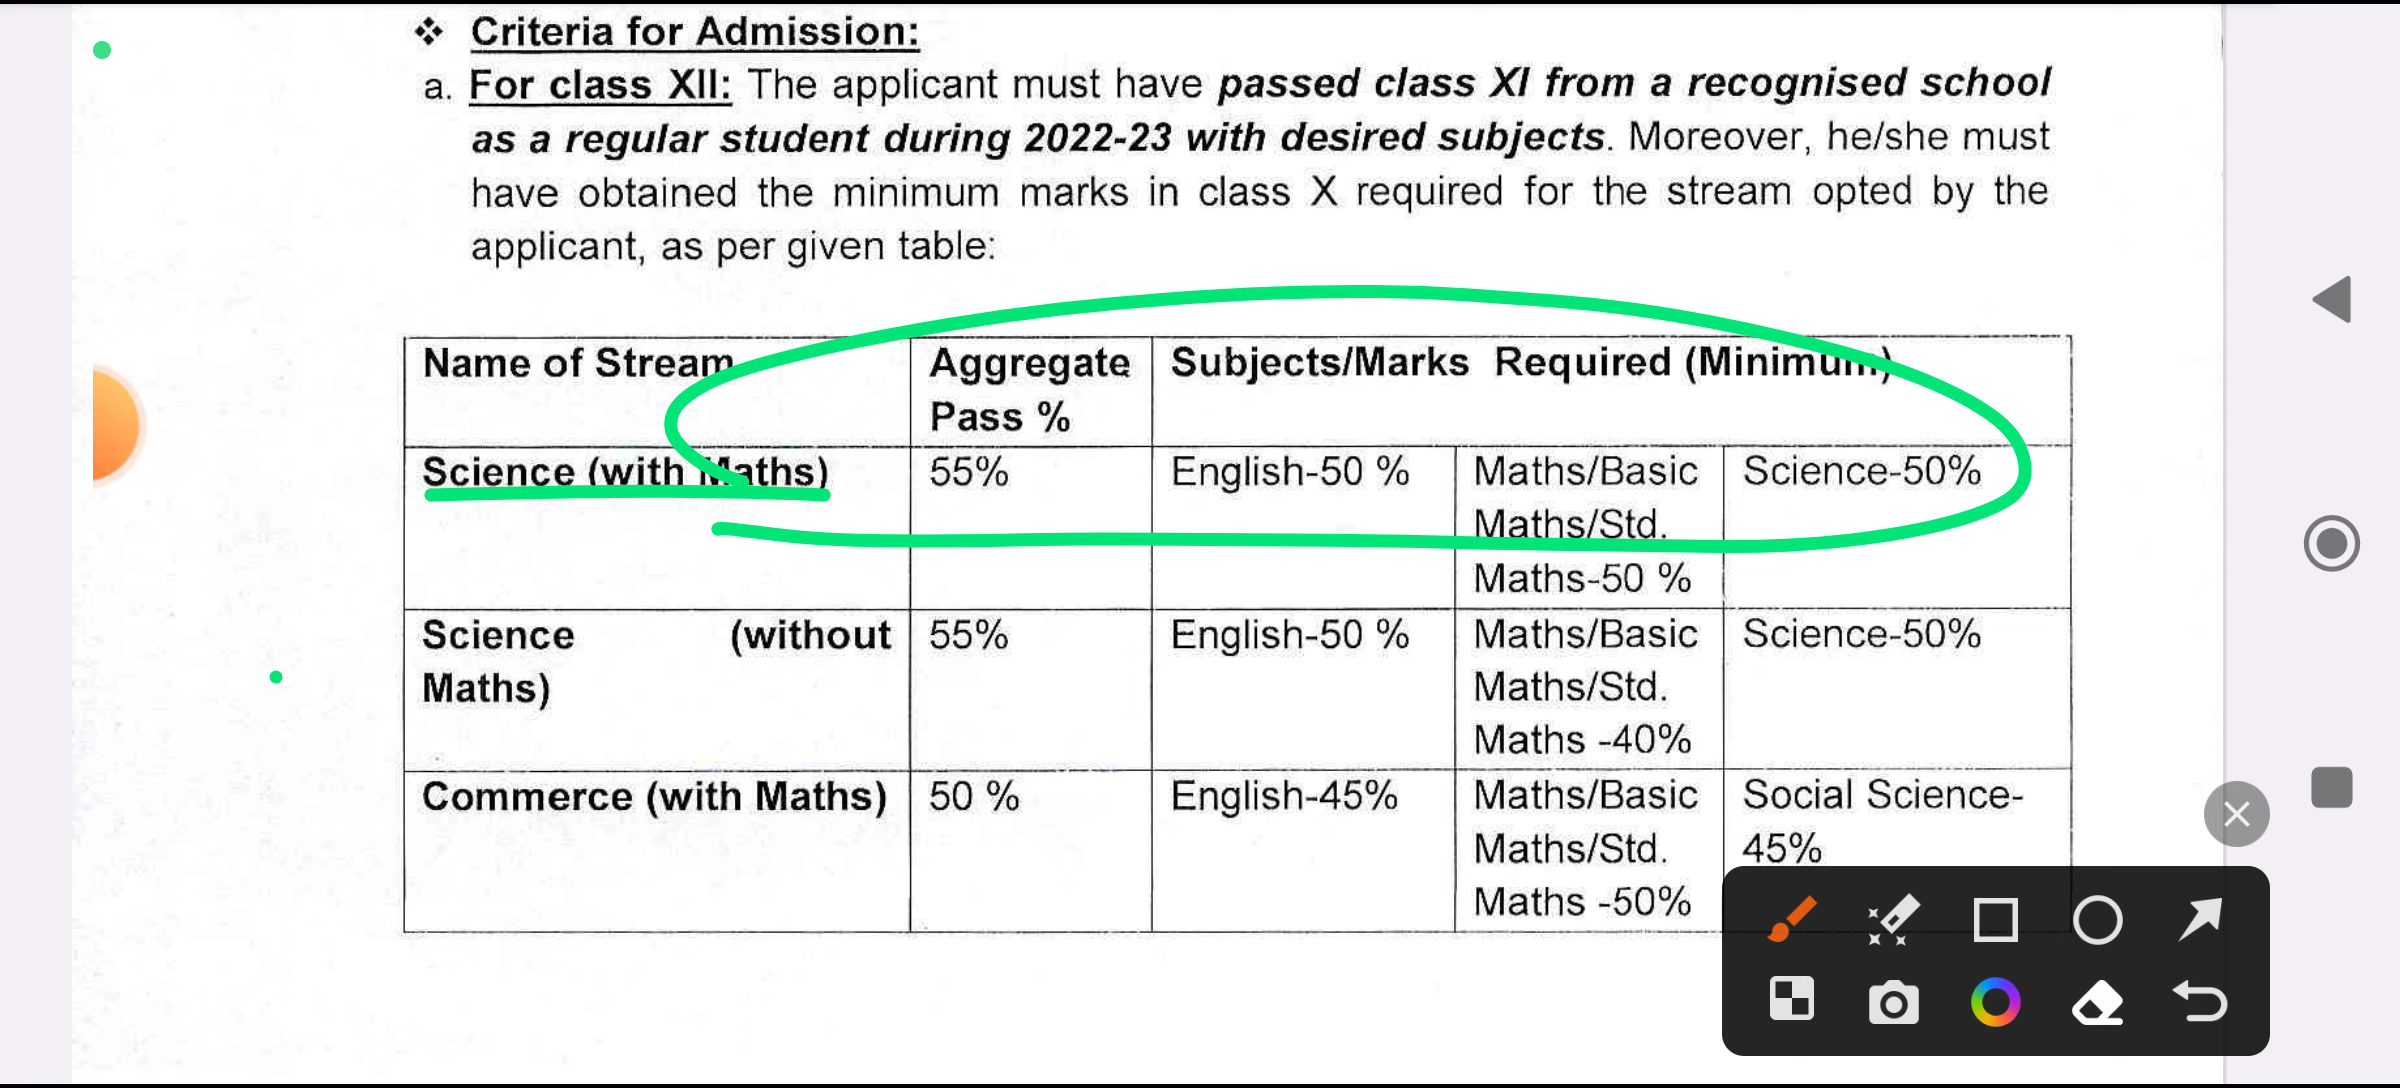 ❖ Criteria for Admission:
a. For class XII: The applicant must have passed class XI from a recognised school
as a regular student during 2022-23 with desired subjects. Moreover, he/she must
have obtained the minimum marks in class X required for the stream opted by the
applicant, as per given table:
Name of Stream
Aggregate
Pass %
Subjects/Marks Required (Minimum)
Science (with Maths)
55%
English-50 %
Maths/Basic
Maths/Std.
Maths-50 %
Science-50%
Science (without
Maths)
55%
English-50 %
Maths/Basic
Maths/Std.
Maths -40%
Science-50%
Commerce (with Maths)
50 %
English-45%
Maths/Basic
Maths/Std.
Maths -50%
Social Science-
45%